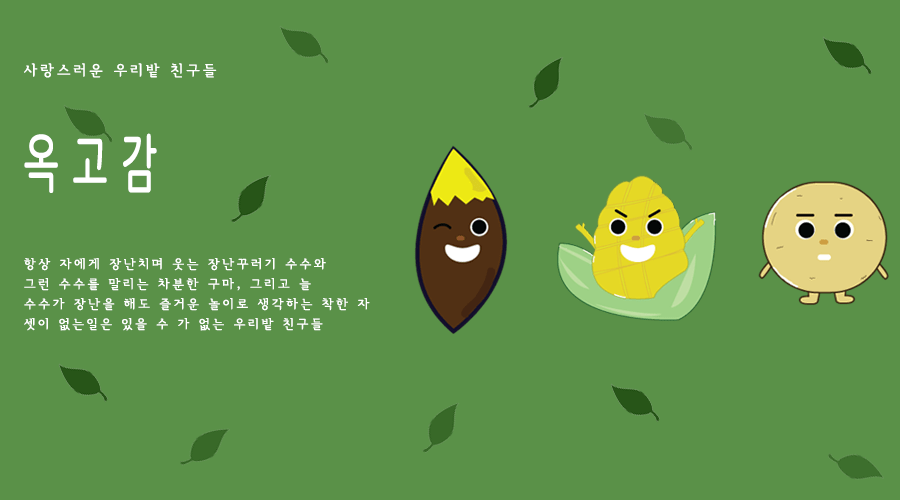 사랑스러운 우리밭 친구들
옥고감
항상 자에게 장난치며 웃는 장난꾸러기 수수와
그런 수수를 말리는 차분한 구마, 그리고 늘
수수가 장난을 해도 즐거운 놀이로 생각하는 착한 자
셋이 없는일은 있을 수 가 없는 우리밭 친구들